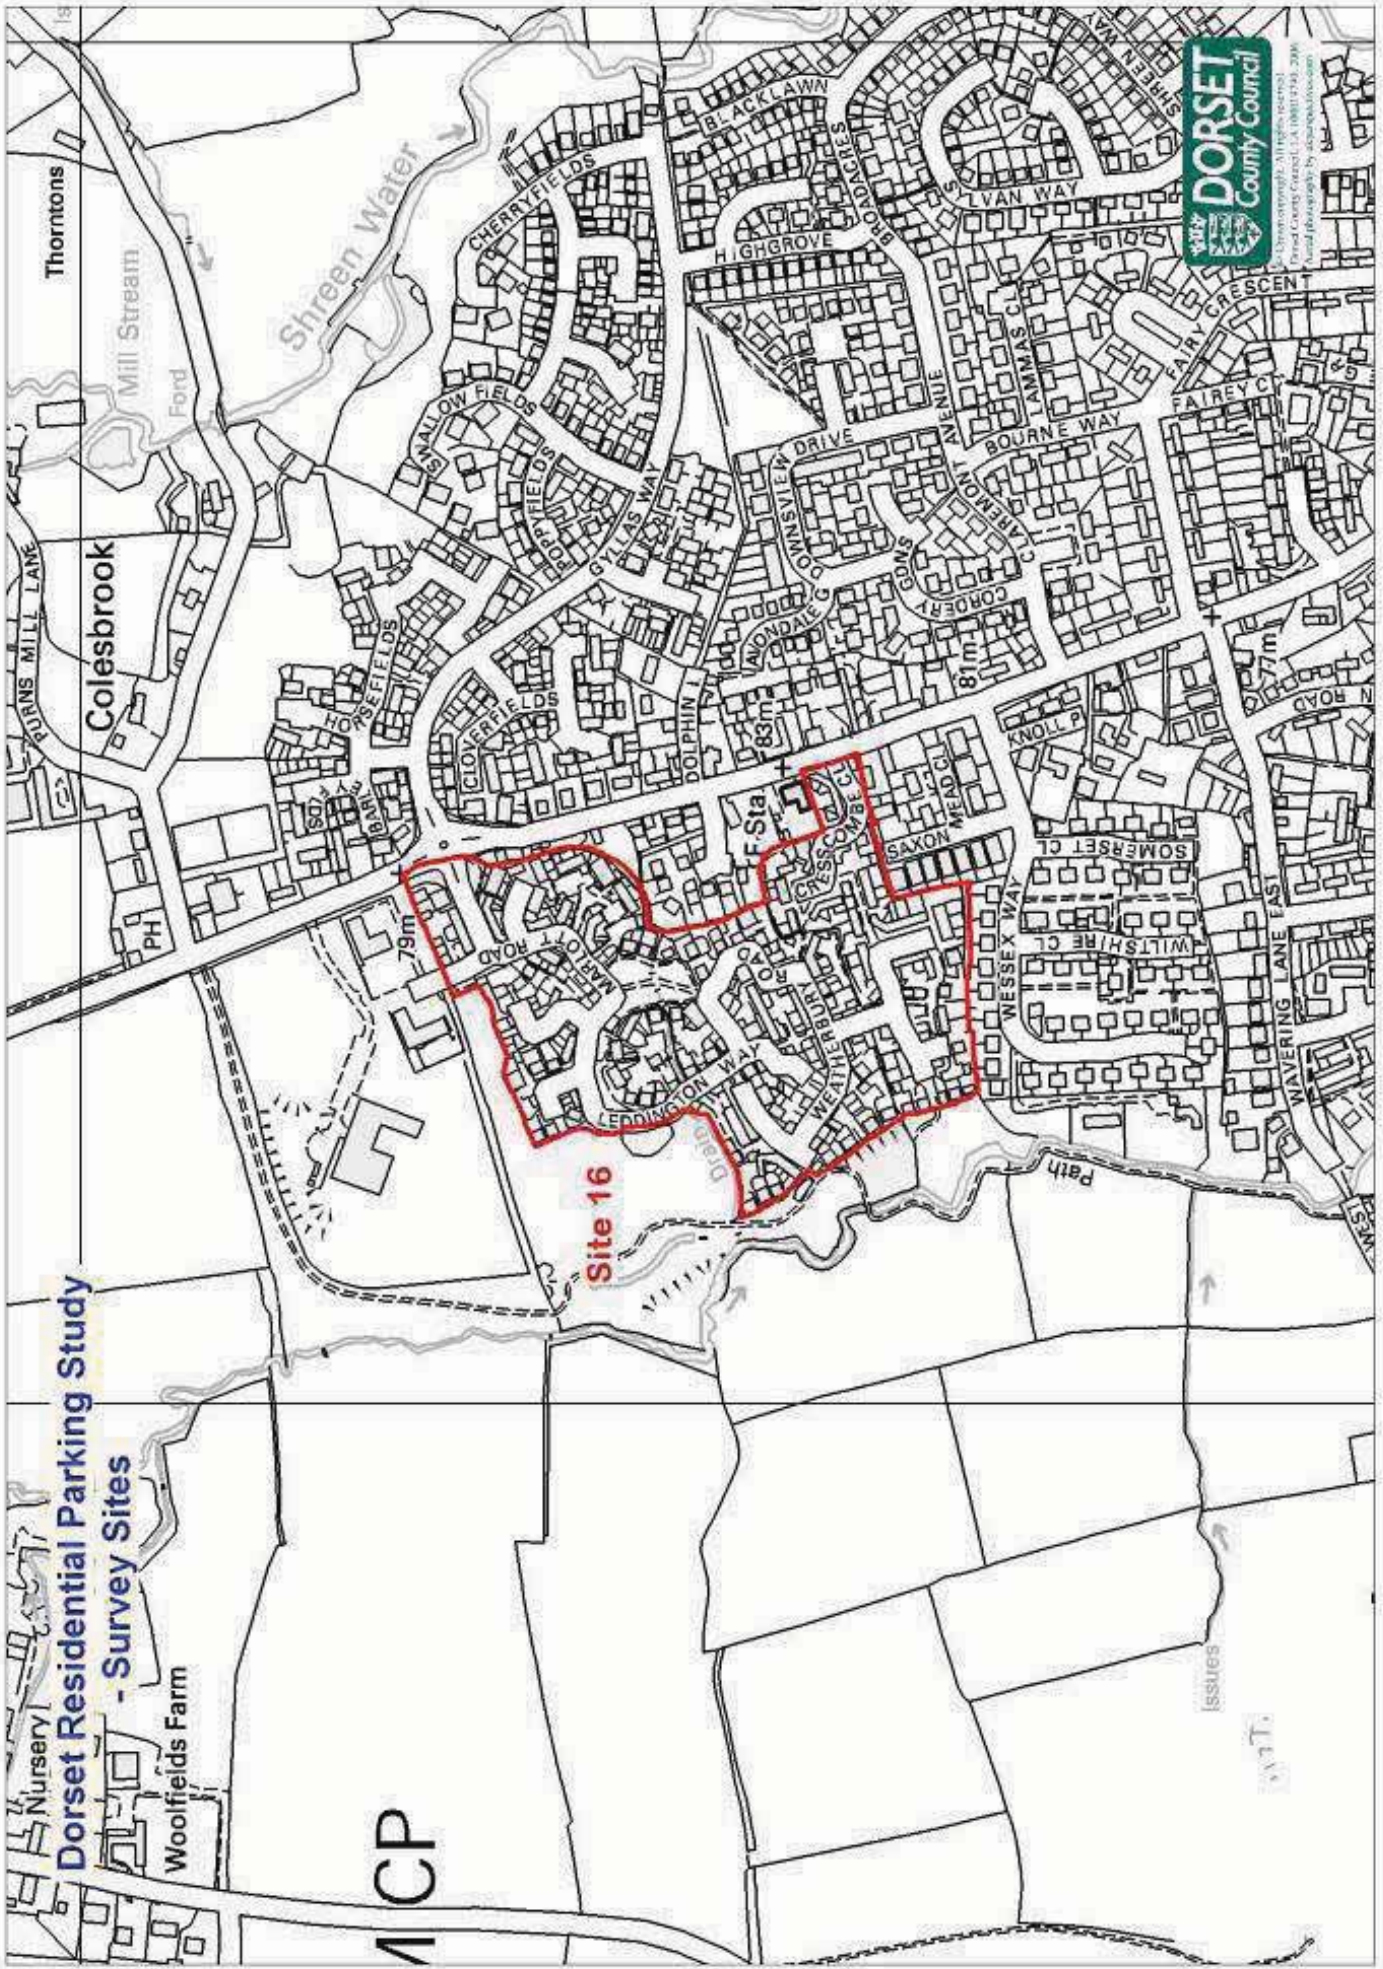 Dorset Residential Parking Study
- Survey Sites
Nursery
Woolfields Farm
CP
Site 16
Issues
Drain
Path
PURNS MILL LANE
Colesbrook
Thorntons
Mill Stream
Ford
Shreen Water
PH
79m
HORSEFIELDS
CLOVERFIELDS
SWALLOW FIELDS
POPPYFIELDS
GYLLAS WAY
CHERRYFIELDS
BLACKLAWN
HIGHGROVE
BROADACRES
SHREEN WAY
MARLOTT ROAD
LEDDINGTON WA
WEATHERBURY
ROAD
CRESSCOMBE CL
F Sta
83m
81m
77m
SAXON
MEAD CL
WESSEX WAY
SOMERSET CL
WILTSHIRE CL
WAVERING LANE EAST
KNOLL P
DOLPHIN
AVONDALE G
DOWNSVIEW DRIVE
CORDERY GDNS
CLAREMONT
AVENUE
BOURNE WAY
LAMMAS CL
FAIRY CRESCENT
FAIREY C
LVAN WAY
WEST
DORSET
County Council